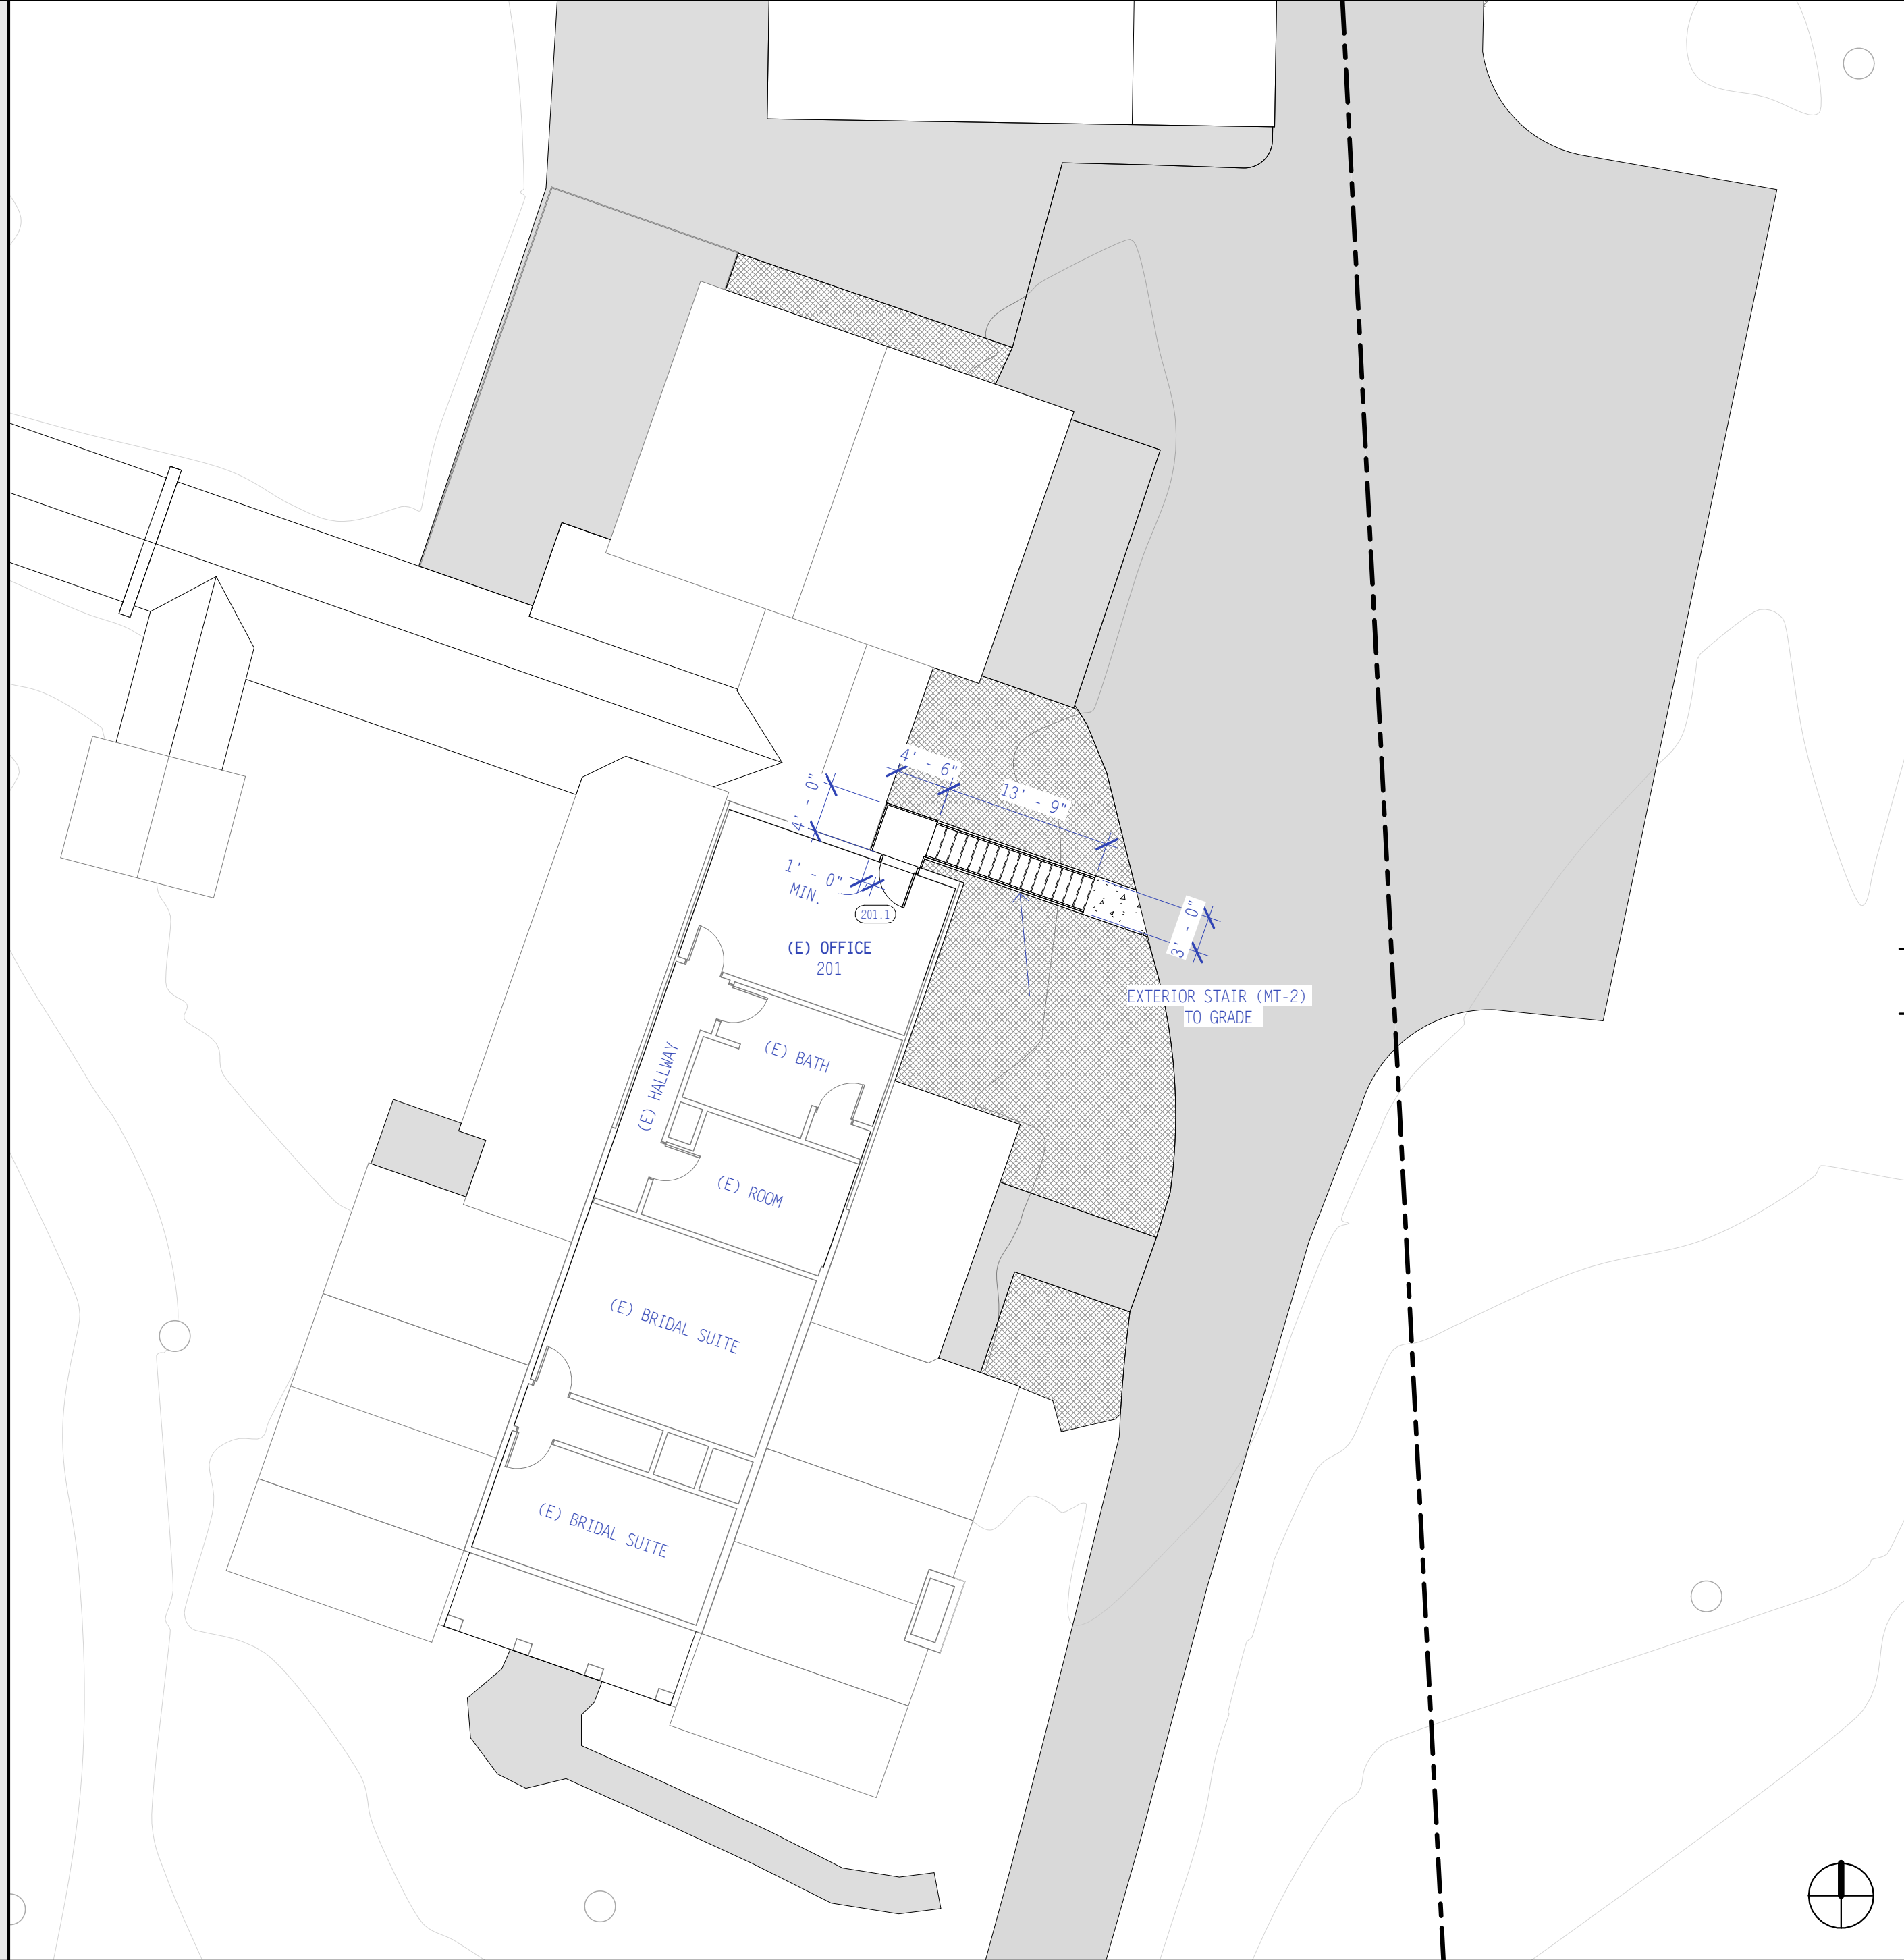 4' - 6"
13' - 9"
4' - 0"
1' - 0"
MIN.
201.1
3' - 0"
(E) OFFICE
201
EXTERIOR STAIR (MT-2)
TO GRADE
(E) BATH
(E) HALLWAY
(E) ROOM
(E) BRIDAL SUITE
(E) BRIDAL SUITE